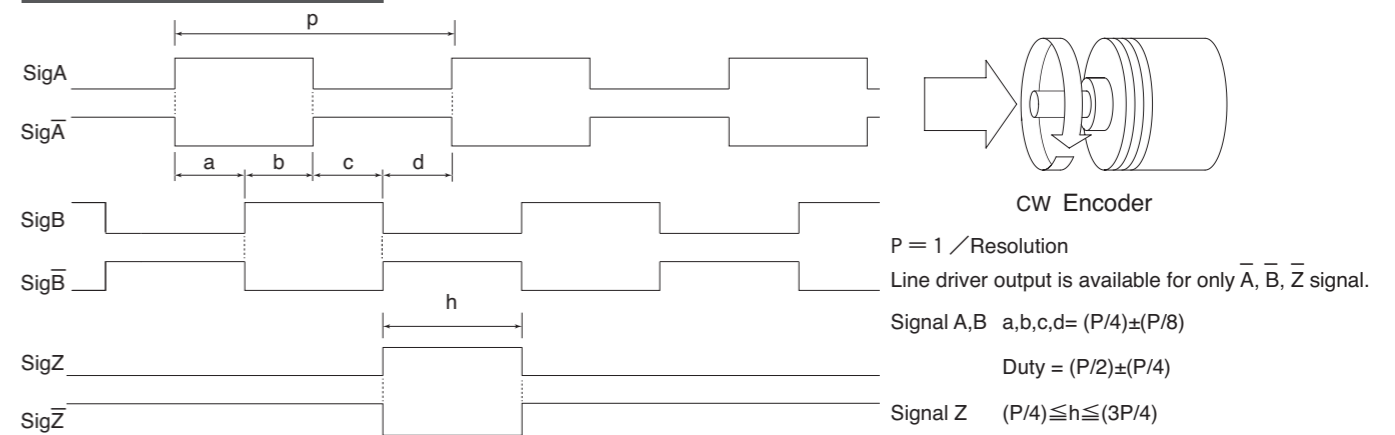 p
SigA
SigA̅
a b c d
SigB
SigB̅
h
SigZ
SigZ̅
CW Encoder
P = 1 ／Resolution
Line driver output is available for only A̅, B̅, Z̅ signal.
Signal A,B a,b,c,d= (P/4)±(P/8)
Duty = (P/2)±(P/4)
Signal Z (P/4)≦h≦(3P/4)